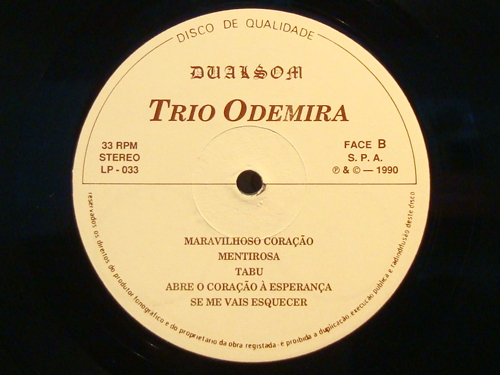 DISCO DE QUALIDADE
DUALSOM
TRIO ODEMIRA
33 RPM
STEREO
LP - 033
FACE B
S. P. A.
℗ & © — 1990
MARAVILHOSO CORAÇÃO
MENTIROSA
TABU
ABRE O CORAÇÃO À ESPERANÇA
SE ME VAIS ESQUECER
reservados os direitos do produtor fonográfico e do proprietário da obra registada · é proibida a duplicação, execução pública e radiodifusão deste disco